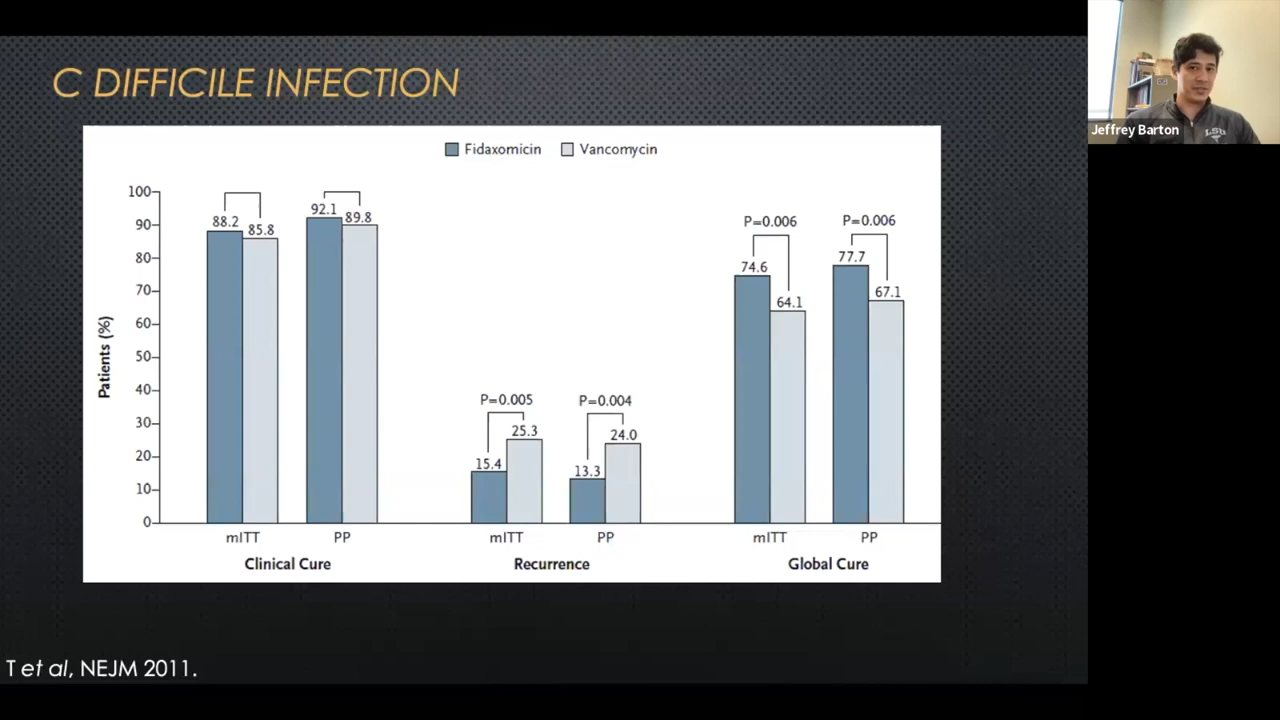 C DIFFICILE INFECTION
Jeffrey Barton
LSU
Fidaxomicin Vancomycin
Patients (%)
100
90
80
70
60
50
40
30
20
10
0
88.2 85.8
92.1 89.8
P=0.005
15.4 25.3
P=0.004
13.3 24.0
P=0.006
74.6 64.1
P=0.006
77.7 67.1
mITT PP mITT PP mITT PP
Clinical Cure Recurrence Global Cure
T et al, NEJM 2011.